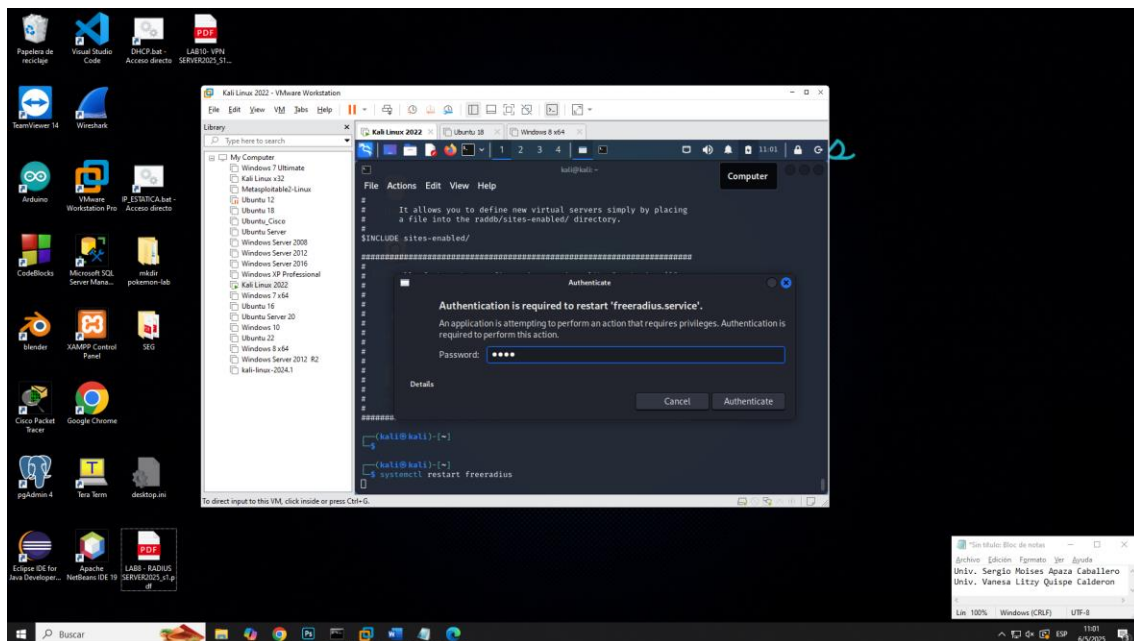 Papelera de
reciclaje
Visual Studio
Code
DHCP.bat -
Acceso directo
LAB10- VPN
SERVER2025_S1...
TeamViewer 14
Wireshark
Arduino
VMware
Workstation Pro
IP_ESTATICA.bat -
Acceso directo
CodeBlocks
Microsoft SQL
Server Mana...
mkdir
pokemon-lab
blender
XAMPP Control
Panel
SEG
Cisco Packet
Tracer
Google Chrome
pgAdmin 4
Tera Term
desktop.ini
Eclipse IDE for
Java Developer...
Apache
NetBeans IDE 19
LAB8 - RADIUS
SERVER2025_s1.p
df
Kali Linux 2022 - VMware Workstation
File Edit View VM Tabs Help
Library
Type here to search
My Computer
Windows 7 Ultimate
Kali Linux x32
Metasploitable2-Linux
Ubuntu 12
Ubuntu 18
Ubuntu_Cisco
Ubuntu Server
Windows Server 2008
Windows Server 2012
Windows Server 2016
Windows XP Professional
Kali Linux 2022
Windows 7 x64
Ubuntu 16
Ubuntu Server 20
Windows 10
Ubuntu 22
Windows 8 x64
Windows Server 2012 R2
kali-linux-2024.1
Kali Linux 2022 Ubuntu 18 Windows 8 x64
1 2 3 4 11:01
kali@kali: ~
Computer
File Actions Edit View Help
#
# It allows you to define new virtual servers simply by placing
# a file into the raddb/sites-enabled/ directory.
#
$INCLUDE sites-enabled/
Authenticate
Authentication is required to restart 'freeradius.service'.
An application is attempting to perform an action that requires privileges. Authentication is
required to perform this action.
Password: ••••
Details
Cancel Authenticate
(kali㉿kali)-[~]
$
(kali㉿kali)-[~]
$ systemctl restart freeradius
To direct input to this VM, click inside or press Ctrl+G.
*Sin título: Bloc de notas
Archivo Edición Formato Ver Ayuda
Univ. Sergio Moises Apaza Caballero
Univ. Vanesa Litzy Quispe Calderon
Lín 100% Windows (CRLF) UTF-8
Buscar
ESP
11:01
6/5/2025